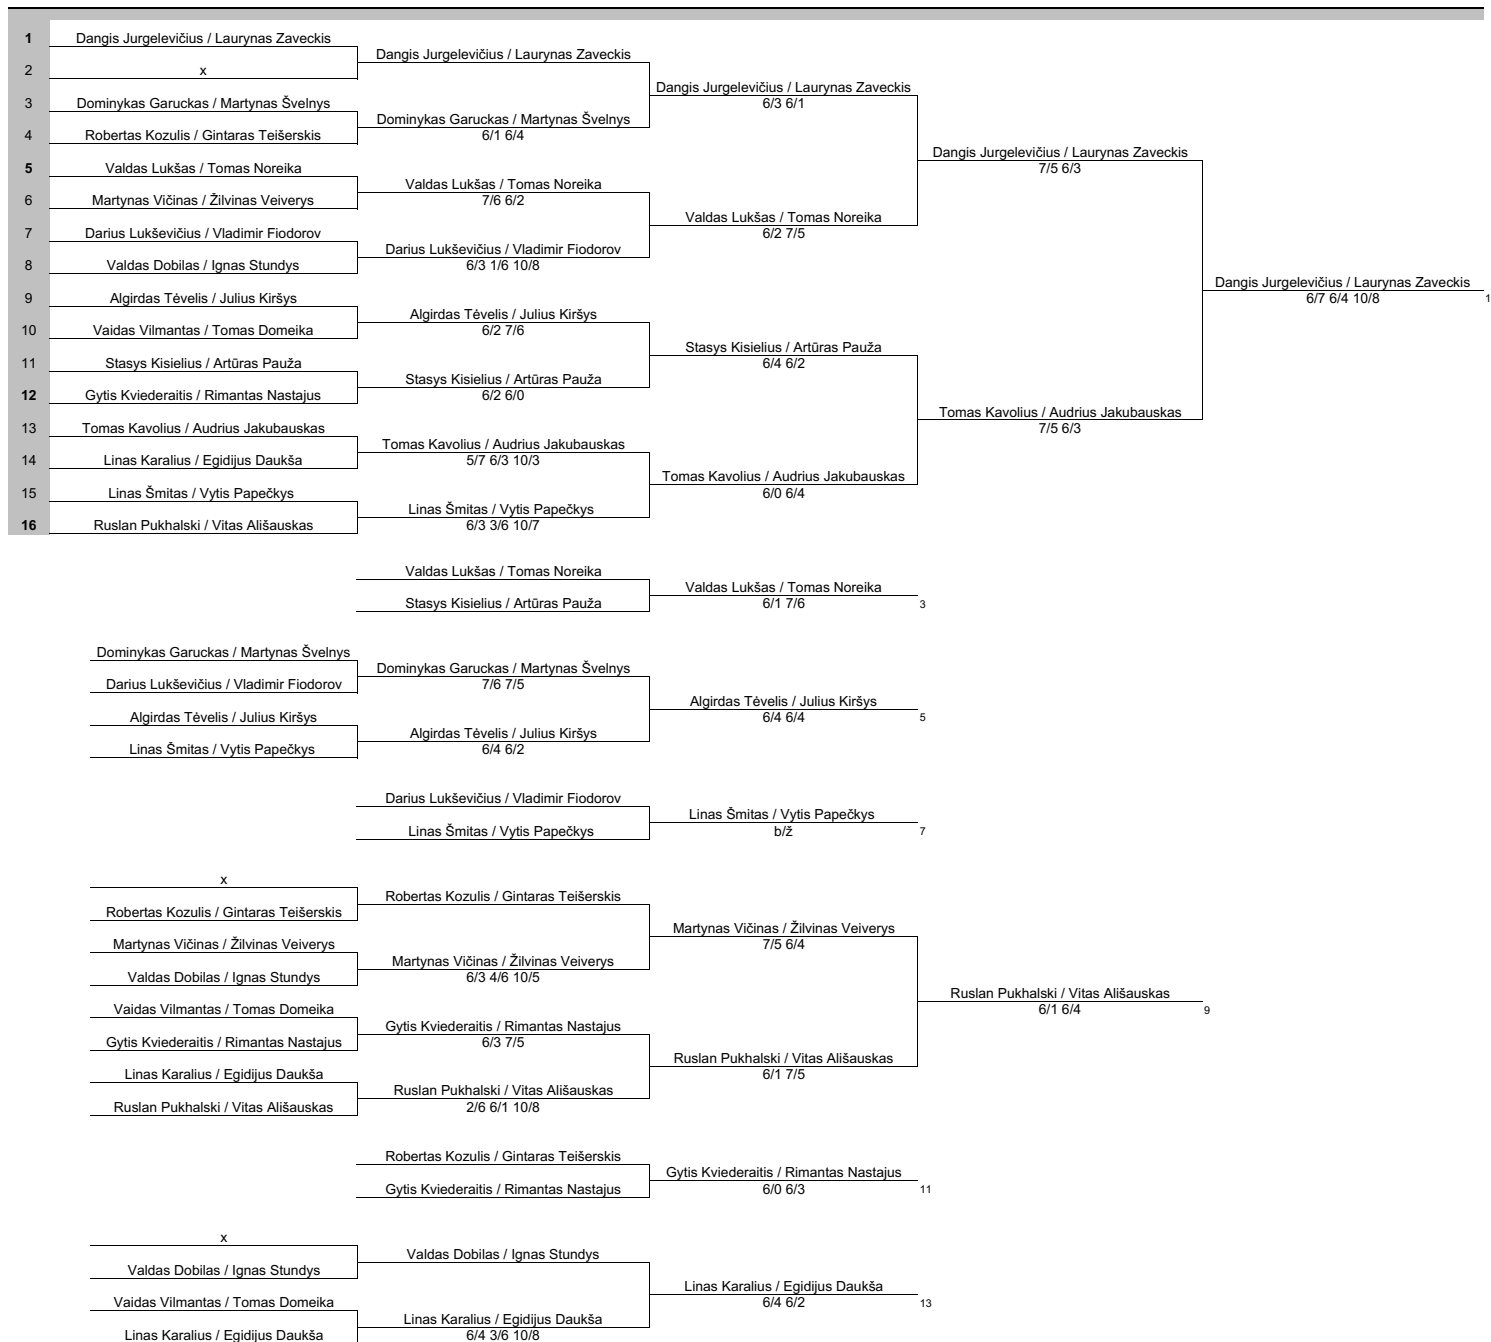 1 Dangis Jurgelevičius / Laurynas Zaveckis
Dangis Jurgelevičius / Laurynas Zaveckis
2 x
Dangis Jurgelevičius / Laurynas Zaveckis
3 Dominykas Garuckas / Martynas Švelnys 6/3 6/1
Dominykas Garuckas / Martynas Švelnys
4 Robertas Kozulis / Gintaras Teišerskis 6/1 6/4
Dangis Jurgelevičius / Laurynas Zaveckis
5 Valdas Lukšas / Tomas Noreika 7/5 6/3
Valdas Lukšas / Tomas Noreika
6 Martynas Vičinas / Žilvinas Veiverys 7/6 6/2
Valdas Lukšas / Tomas Noreika
7 Darius Lukševičius / Vladimir Fiodorov 6/2 7/5
Darius Lukševičius / Vladimir Fiodorov
8 Valdas Dobilas / Ignas Stundys 6/3 1/6 10/8
Dangis Jurgelevičius / Laurynas Zaveckis
9 Algirdas Tėvelis / Julius Kiršys 6/7 6/4 10/8 1
Algirdas Tėvelis / Julius Kiršys
10 Vaidas Vilmantas / Tomas Domeika 6/2 7/6
Stasys Kisielius / Artūras Pauža
11 Stasys Kisielius / Artūras Pauža 6/4 6/2
Stasys Kisielius / Artūras Pauža
12 Gytis Kviederaitis / Rimantas Nastajus 6/2 6/0
Tomas Kavolius / Audrius Jakubauskas
13 Tomas Kavolius / Audrius Jakubauskas 7/5 6/3
Tomas Kavolius / Audrius Jakubauskas
14 Linas Karalius / Egidijus Daukša 5/7 6/3 10/3
Tomas Kavolius / Audrius Jakubauskas
15 Linas Šmitas / Vytis Papečkys 6/0 6/4
Linas Šmitas / Vytis Papečkys
16 Ruslan Pukhalski / Vitas Ališauskas 6/3 3/6 10/7
Valdas Lukšas / Tomas Noreika
Valdas Lukšas / Tomas Noreika
Stasys Kisielius / Artūras Pauža 6/1 7/6 3
Dominykas Garuckas / Martynas Švelnys
Dominykas Garuckas / Martynas Švelnys
Darius Lukševičius / Vladimir Fiodorov 7/6 7/5
Algirdas Tėvelis / Julius Kiršys
Algirdas Tėvelis / Julius Kiršys 6/4 6/4 5
Algirdas Tėvelis / Julius Kiršys
Linas Šmitas / Vytis Papečkys 6/4 6/2
Darius Lukševičius / Vladimir Fiodorov
Linas Šmitas / Vytis Papečkys
Linas Šmitas / Vytis Papečkys b/ž 7
x
Robertas Kozulis / Gintaras Teišerskis
Robertas Kozulis / Gintaras Teišerskis
Martynas Vičinas / Žilvinas Veiverys
Martynas Vičinas / Žilvinas Veiverys 7/5 6/4
Martynas Vičinas / Žilvinas Veiverys
Valdas Dobilas / Ignas Stundys 6/3 4/6 10/5
Ruslan Pukhalski / Vitas Ališauskas
Vaidas Vilmantas / Tomas Domeika 6/1 6/4 9
Gytis Kviederaitis / Rimantas Nastajus
Gytis Kviederaitis / Rimantas Nastajus 6/3 7/5
Ruslan Pukhalski / Vitas Ališauskas
Linas Karalius / Egidijus Daukša 6/1 7/5
Ruslan Pukhalski / Vitas Ališauskas
Ruslan Pukhalski / Vitas Ališauskas 2/6 6/1 10/8
Robertas Kozulis / Gintaras Teišerskis
Gytis Kviederaitis / Rimantas Nastajus
Gytis Kviederaitis / Rimantas Nastajus 6/0 6/3 11
x
Valdas Dobilas / Ignas Stundys
Valdas Dobilas / Ignas Stundys
Linas Karalius / Egidijus Daukša
Vaidas Vilmantas / Tomas Domeika 6/4 6/2 13
Linas Karalius / Egidijus Daukša
Linas Karalius / Egidijus Daukša 6/4 3/6 10/8